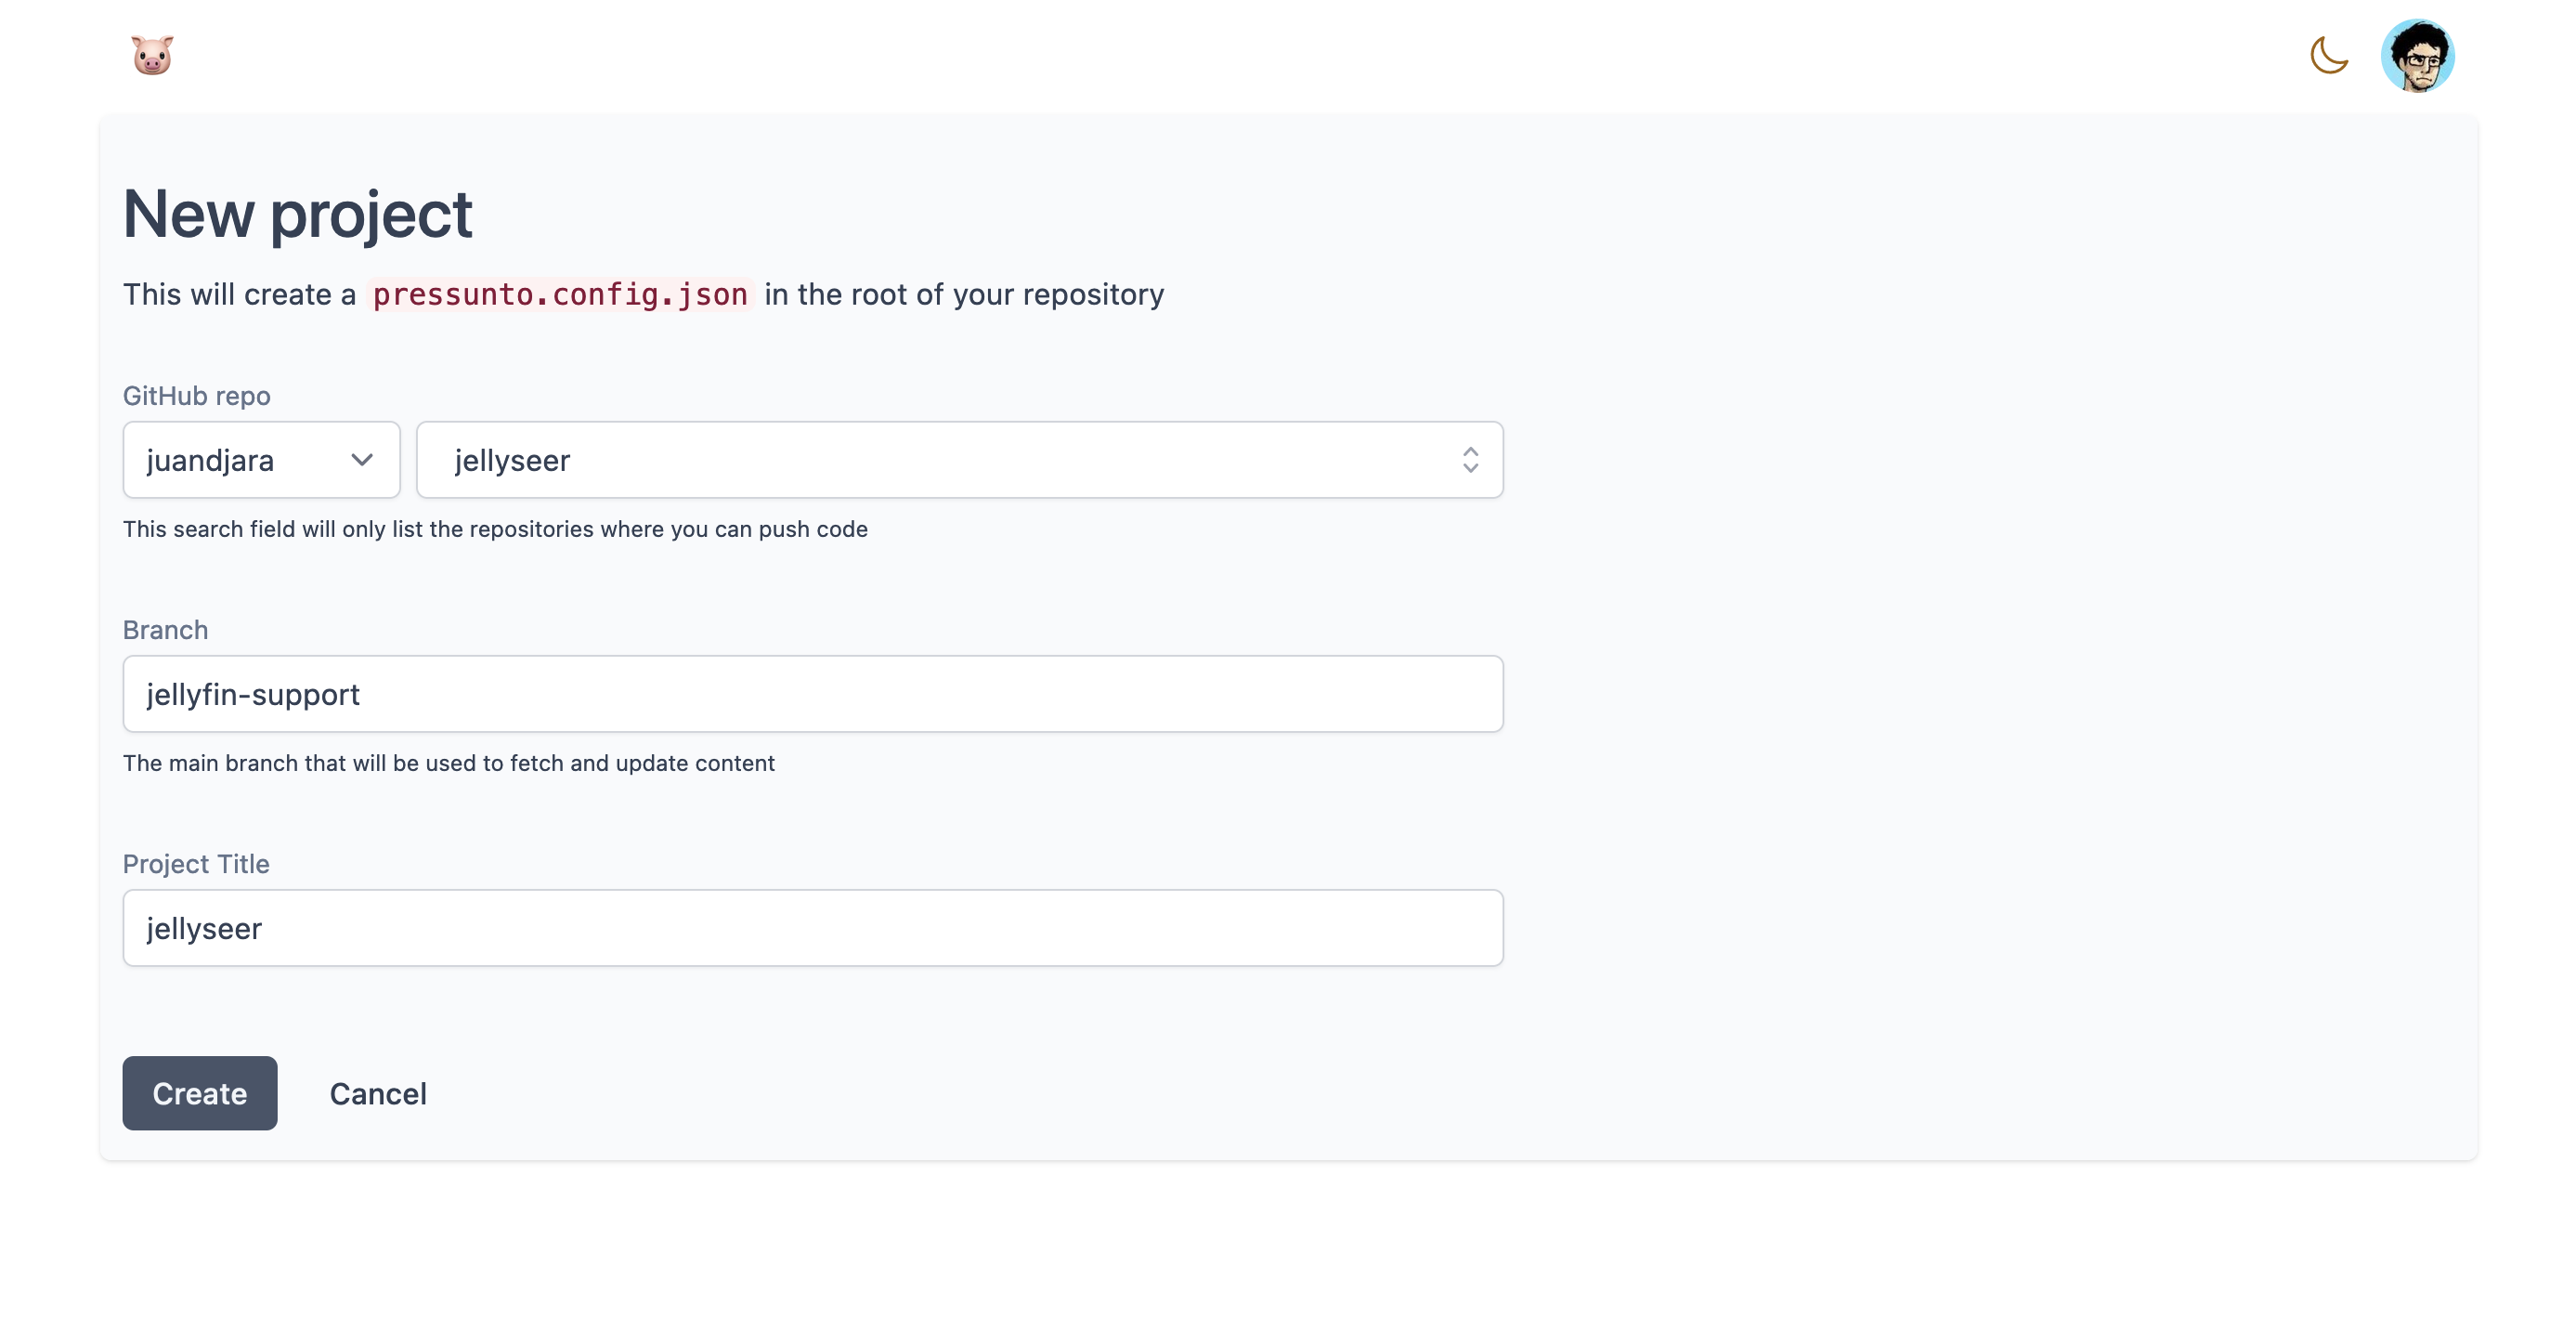 New project
This will create a pressunto.config.json in the root of your repository
GitHub repo
juandjara
jellyseer
This search field will only list the repositories where you can push code
Branch
jellyfin-support
The main branch that will be used to fetch and update content
Project Title
jellyseer
Create
Cancel